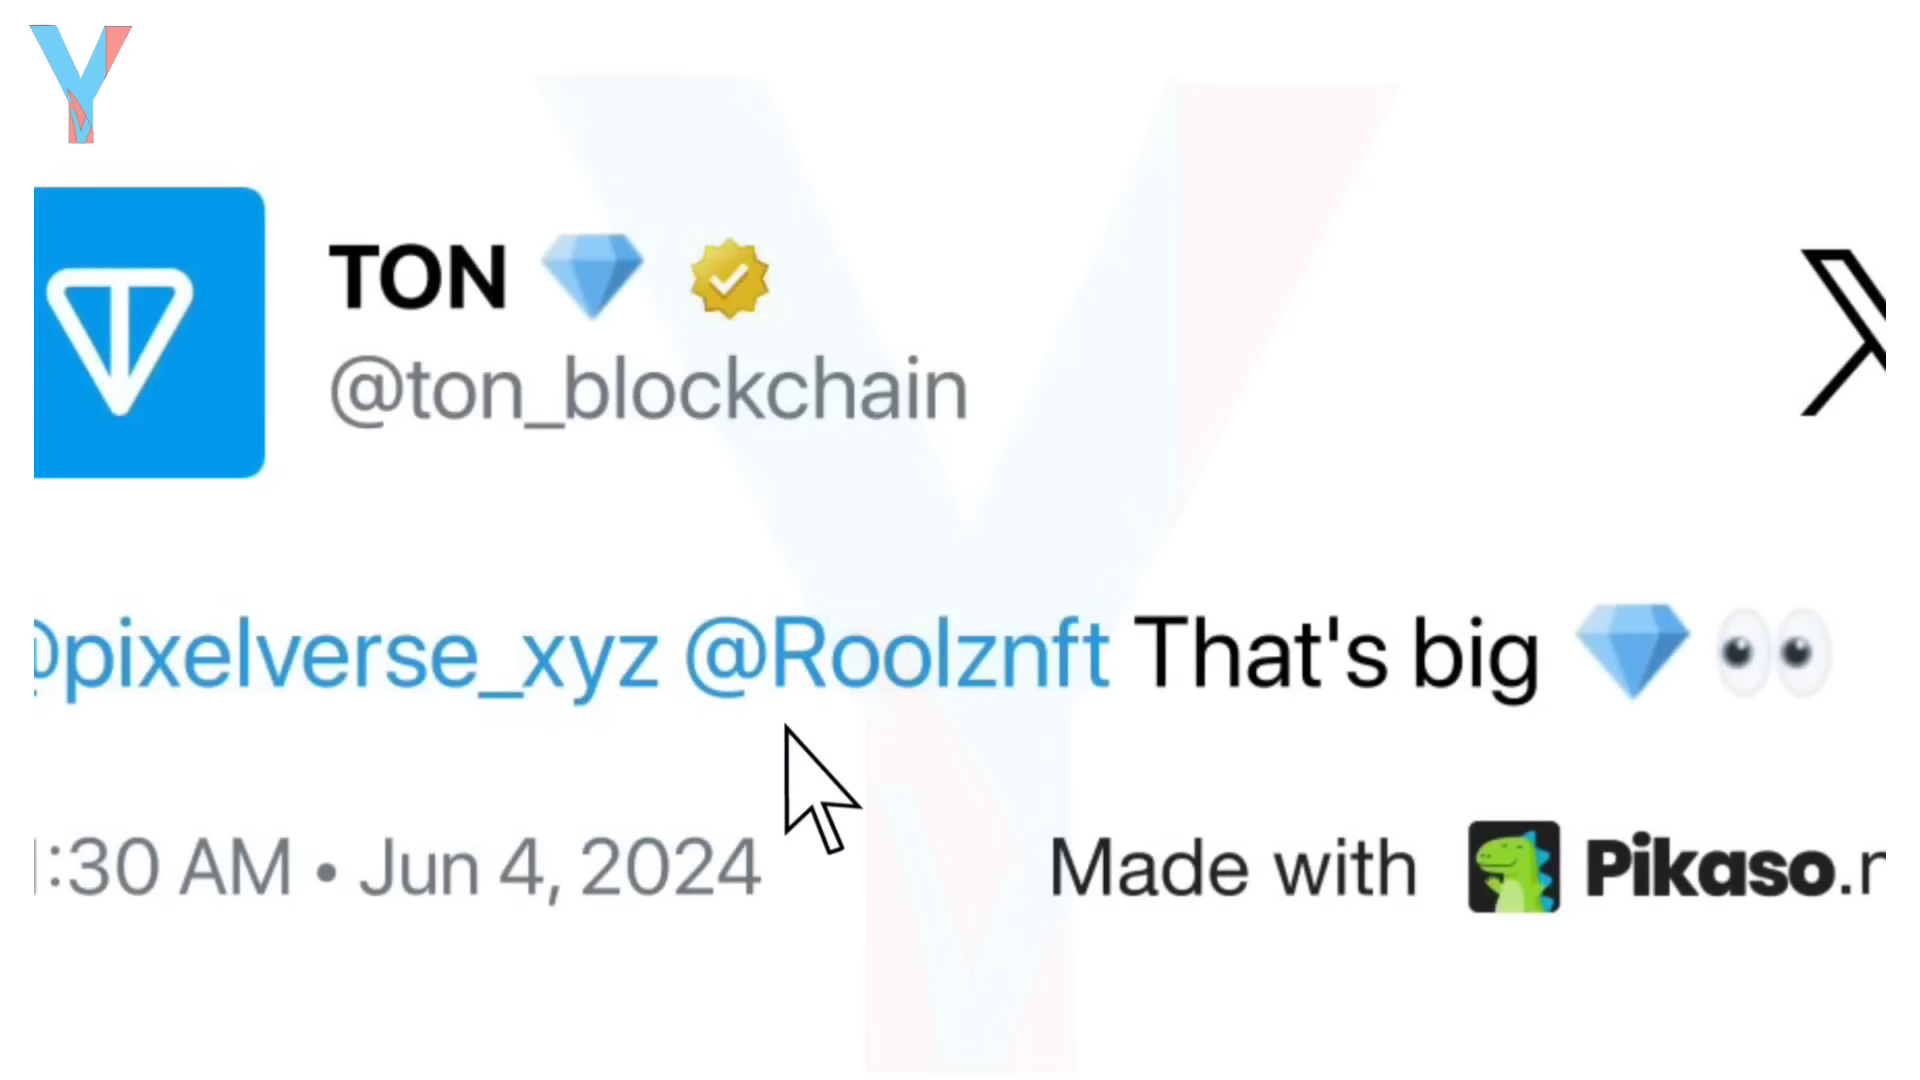 TON 💎
@ton_blockchain
@pixelverse_xyz @Roolznft That's big 💎 👀
:30 AM • Jun 4, 2024
Made with Pikaso.